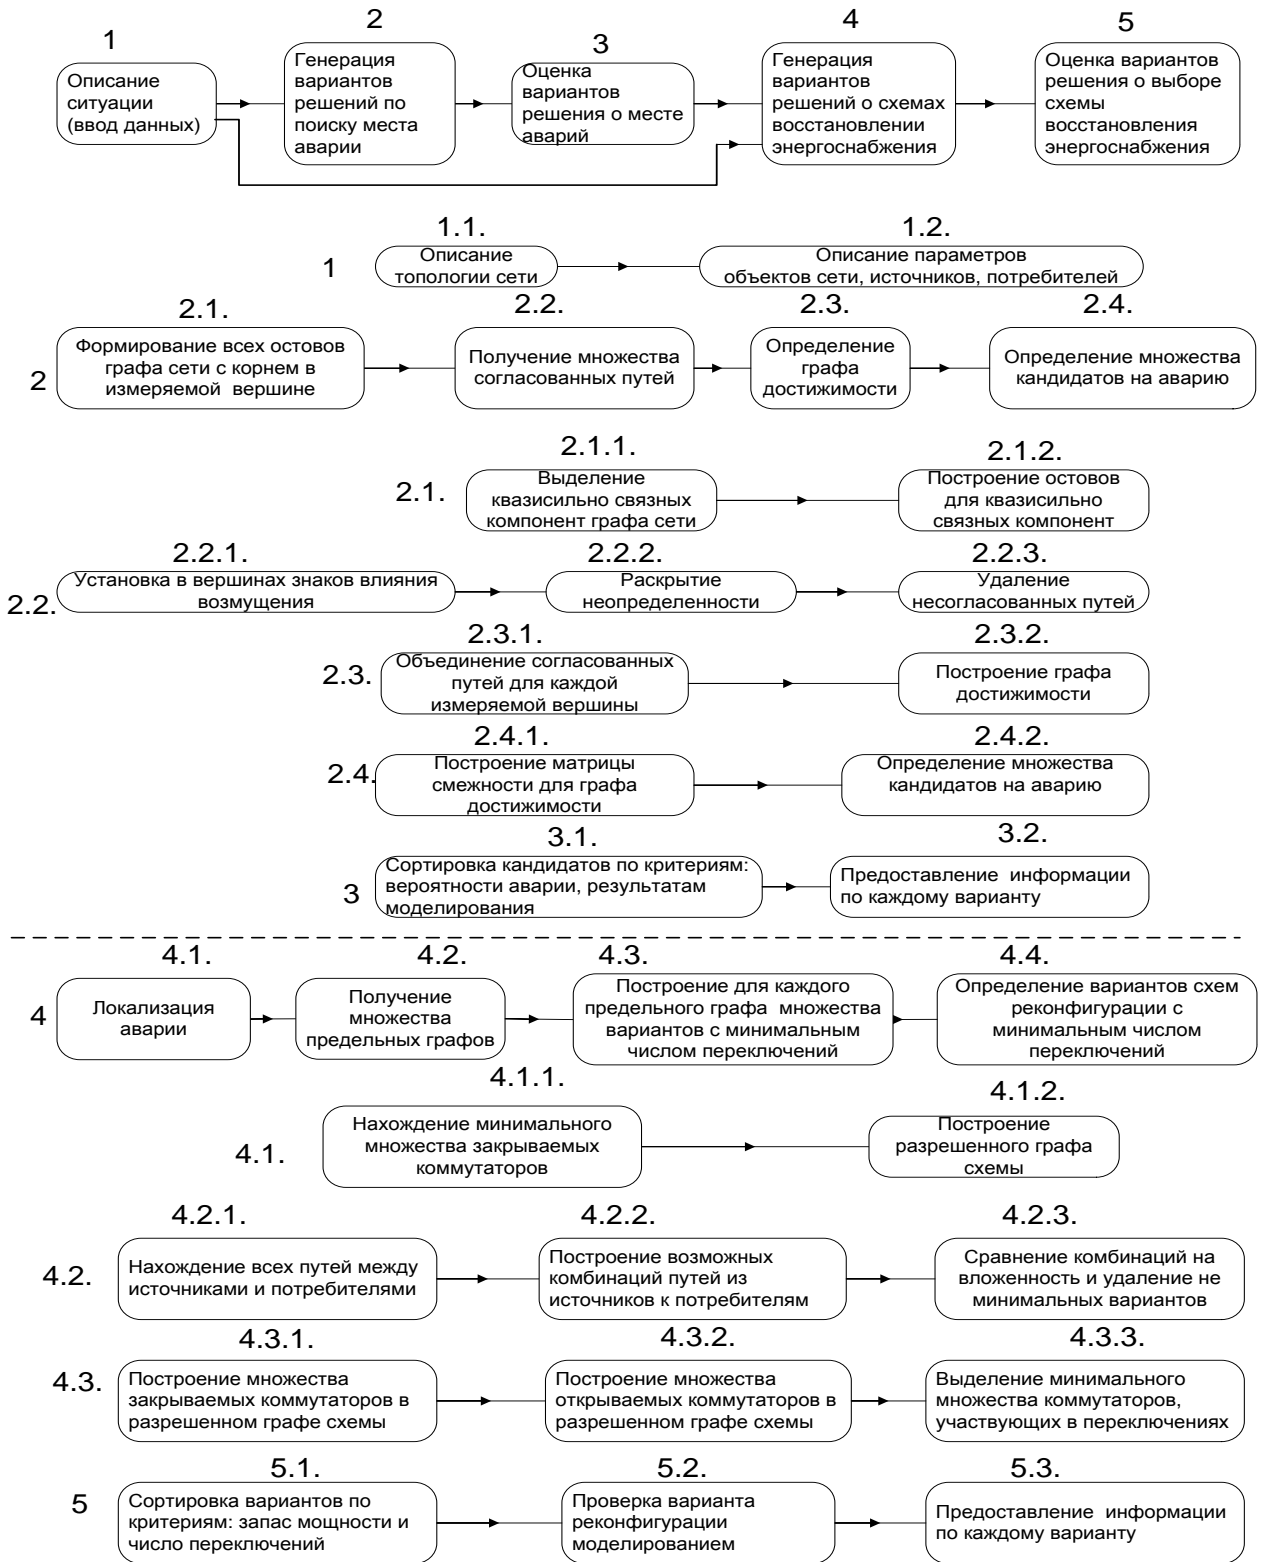 1
2
3
4
5
Описание
ситуации
(ввод данных)
Генерация
вариантов
решений по
поиску места
аварии
Оценка
вариантов
решения о месте
аварий
Генерация
вариантов
решений о схемах
восстановлении
энергоснабжения
Оценка вариантов
решения о выборе
схемы
восстановления
энергоснабжения
1
1.1.
Описание
топологии сети
1.2.
Описание параметров
объектов сети, источников, потребителей
2
2.1.
Формирование всех остовов
графа сети с корнем в
измеряемой вершине
2.2.
Получение множества
согласованных путей
2.3.
Определение
графа
достижимости
2.4.
Определение множества
кандидатов на аварию
2.1.
2.1.1.
Выделение
квазисильно связных
компонент графа сети
2.1.2.
Построение остовов
для квазисильно
связных компонент
2.2.
2.2.1.
Установка в вершинах знаков влияния
возмущения
2.2.2.
Раскрытие
неопределенности
2.2.3.
Удаление
несогласованных путей
2.3.
2.3.1.
Объединение согласованных
путей для каждой
измеряемой вершины
2.3.2.
Построение графа
достижимости
2.4.
2.4.1.
Построение матрицы
смежности для графа
достижимости
2.4.2.
Определение множества
кандидатов на аварию
3
3.1.
Сортировка кандидатов по критериям:
вероятности аварии, результатам
моделирования
3.2.
Предоставление информации
по каждому варианту
4
4.1.
Локализация
аварии
4.2.
Получение
множества
предельных графов
4.3.
Построение для каждого
предельного графа множества
вариантов с минимальным
числом переключений
4.4.
Определение вариантов схем
реконфигурации с
минимальным числом
переключений
4.1.
4.1.1.
Нахождение минимального
множества закрываемых
коммутаторов
4.1.2.
Построение
разрешенного графа
схемы
4.2.
4.2.1.
Нахождение всех путей между
источниками и потребителями
4.2.2.
Построение возможных
комбинаций путей из
источников к потребителям
4.2.3.
Сравнение комбинаций на
вложенность и удаление не
минимальных вариантов
4.3.
4.3.1.
Построение множества
закрываемых коммутаторов в
разрешенном графе схемы
4.3.2.
Построение множества
открываемых коммутаторов в
разрешенном графе схемы
4.3.3.
Выделение минимального
множества коммутаторов,
участвующих в переключениях
5
5.1.
Сортировка вариантов по
критериям: запас мощности и
число переключений
5.2.
Проверка варианта
реконфигурации
моделированием
5.3.
Предоставление информации
по каждому варианту